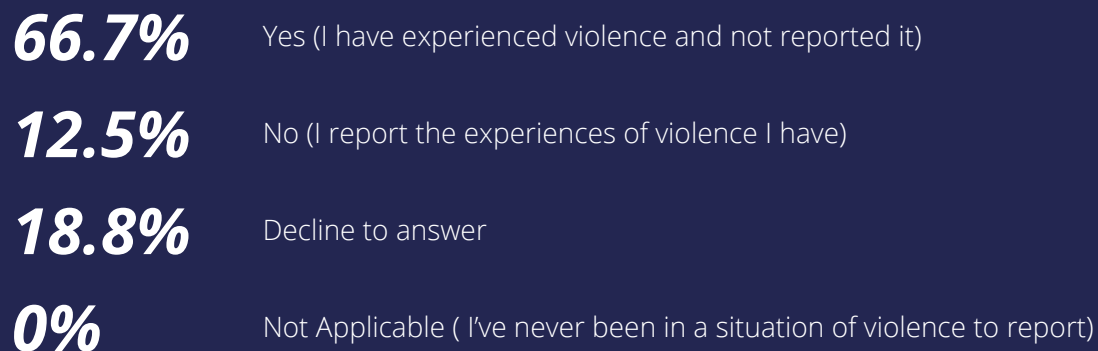 66.7% Yes (I have experienced violence and not reported it)
12.5% No (I report the experiences of violence I have)
18.8% Decline to answer
0% Not Applicable ( I’ve never been in a situation of violence to report)